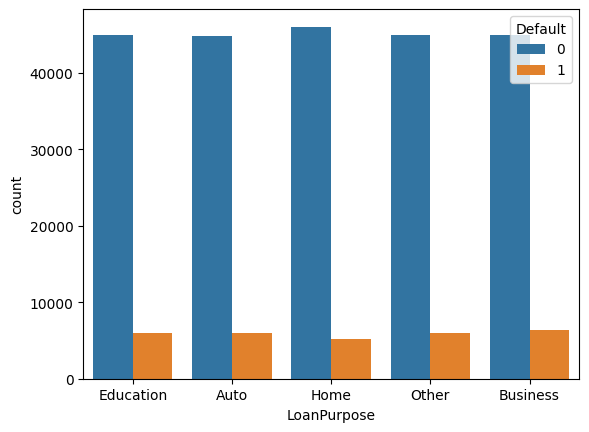 Default
0
1
40000
30000
20000
10000
0
count
Education Auto Home Other Business
LoanPurpose